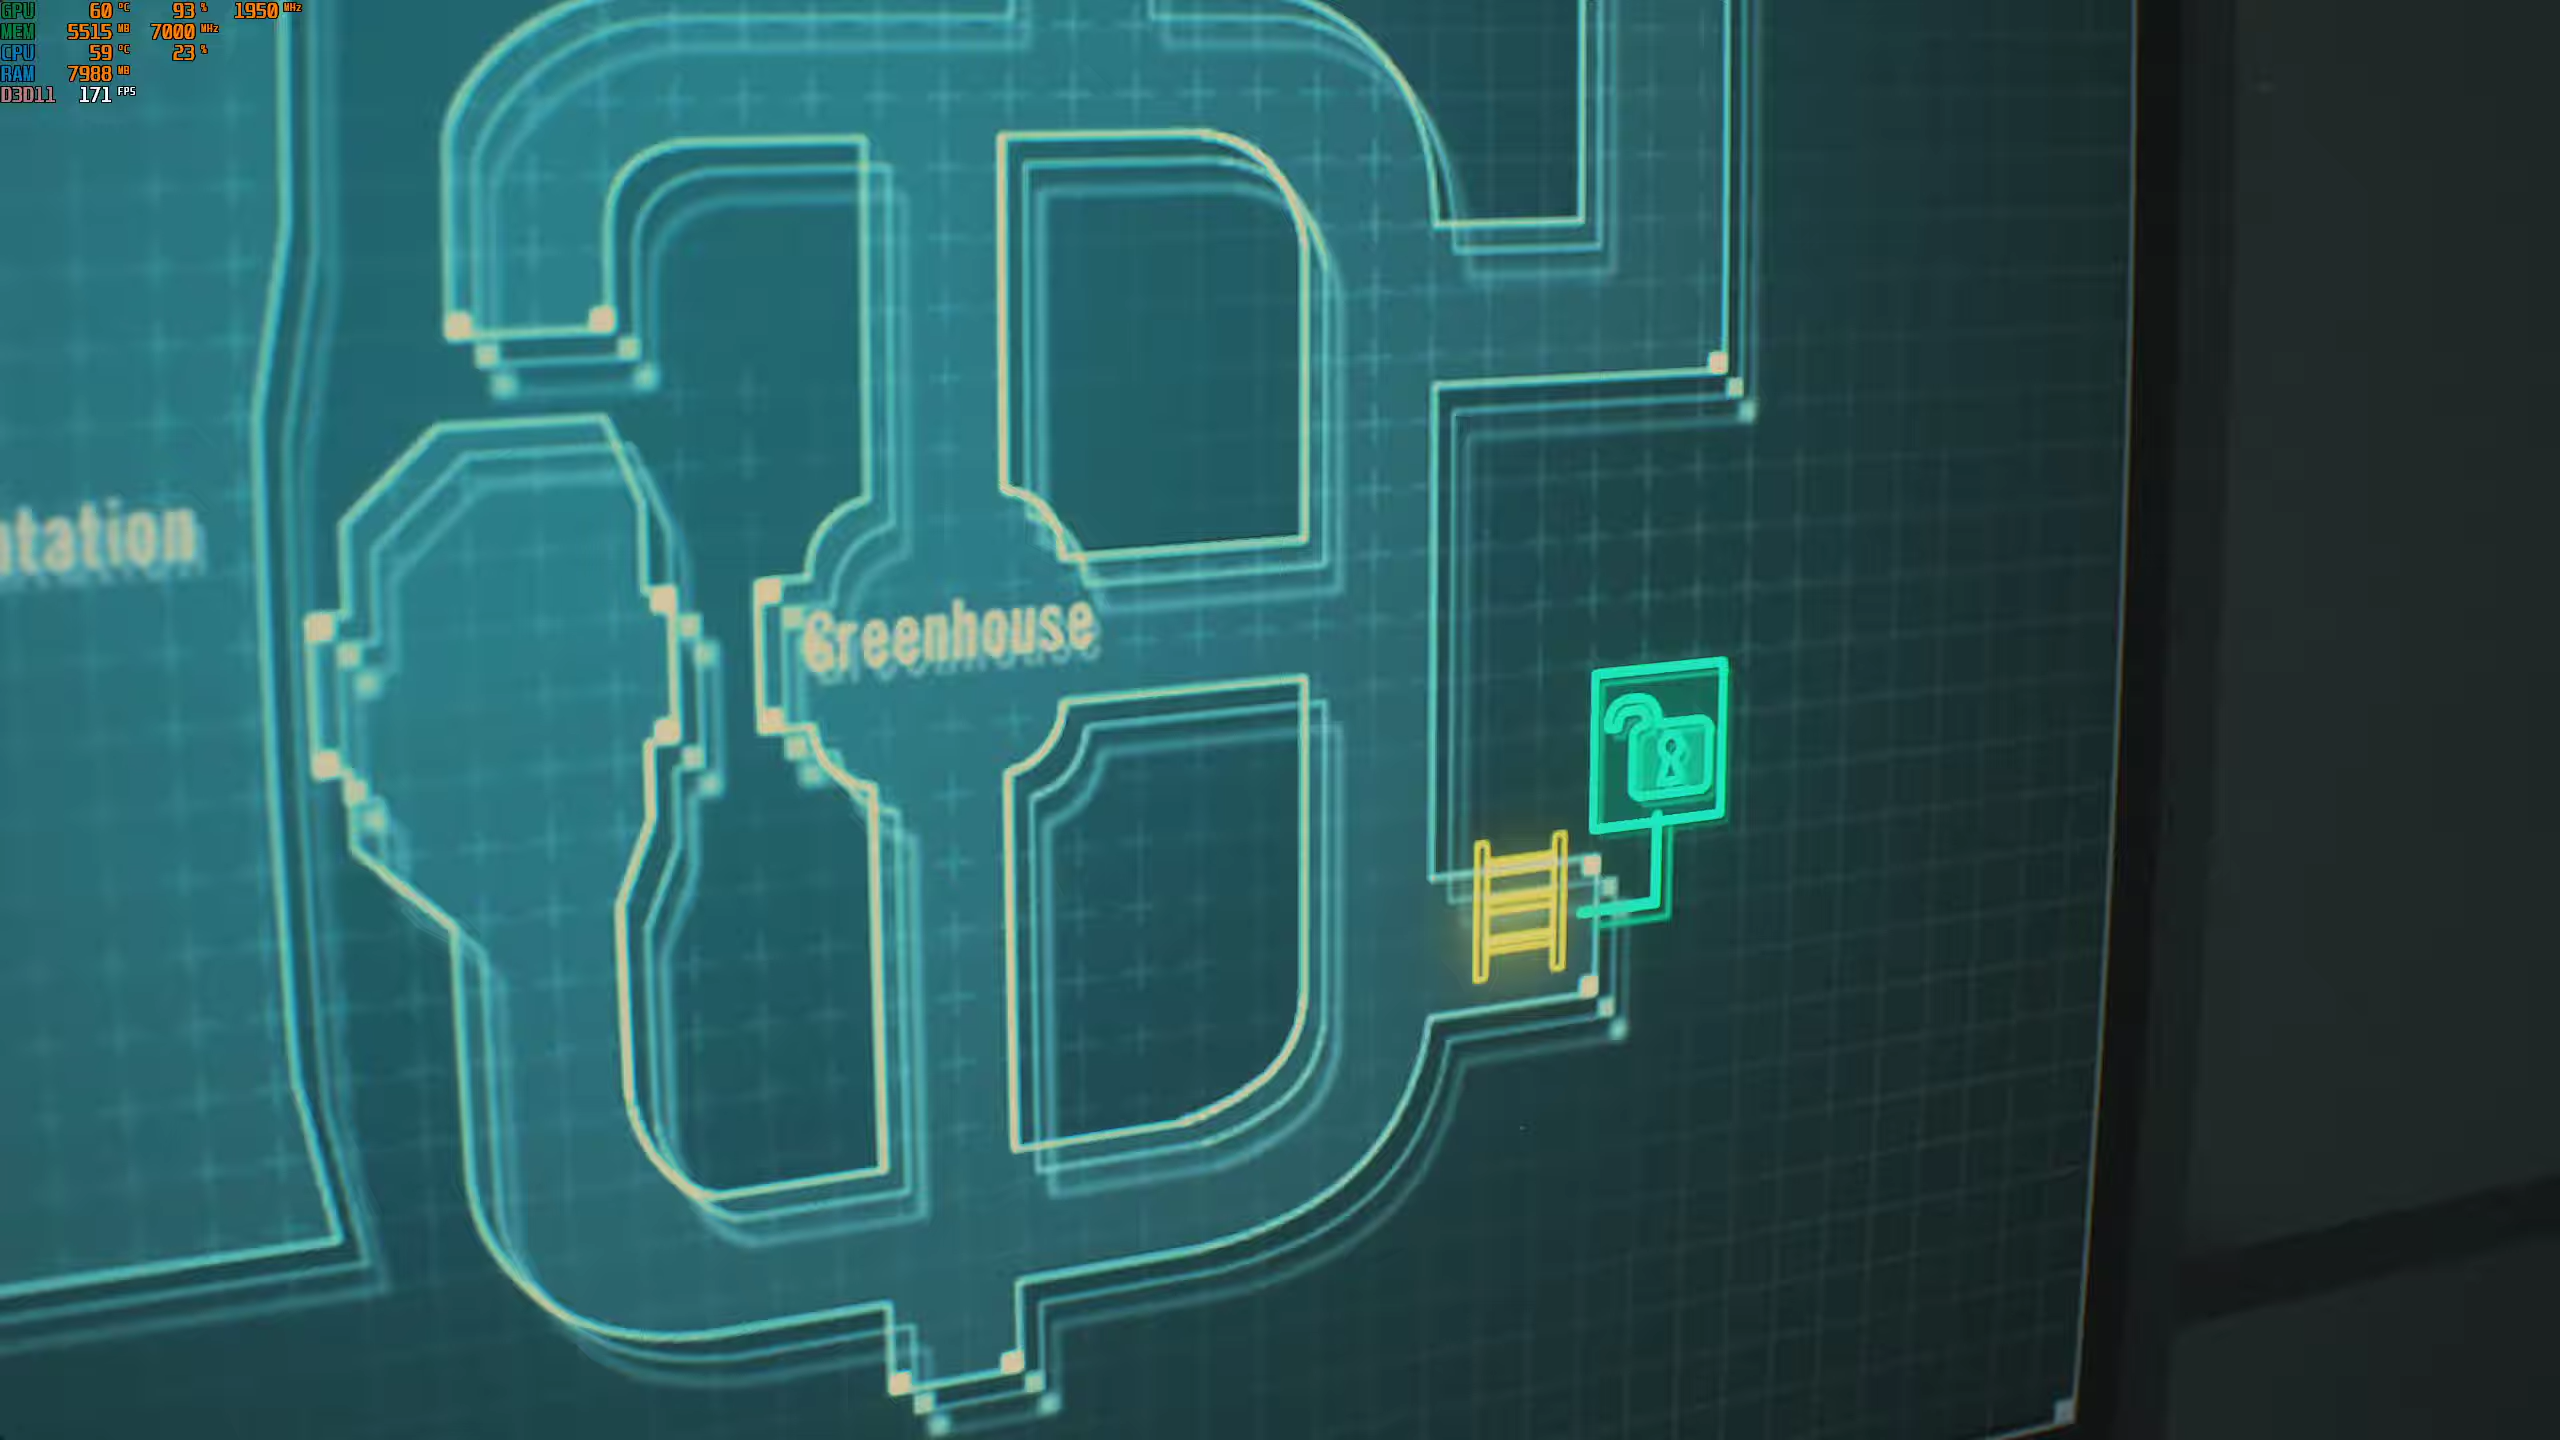 GPU 60 °C 93 % 1950 MHz
MEM 5515 MB 7000 MHz
CPU 59 °C 23 %
RAM 7988 MB
D3D11 171 FPS
tation
Greenhouse